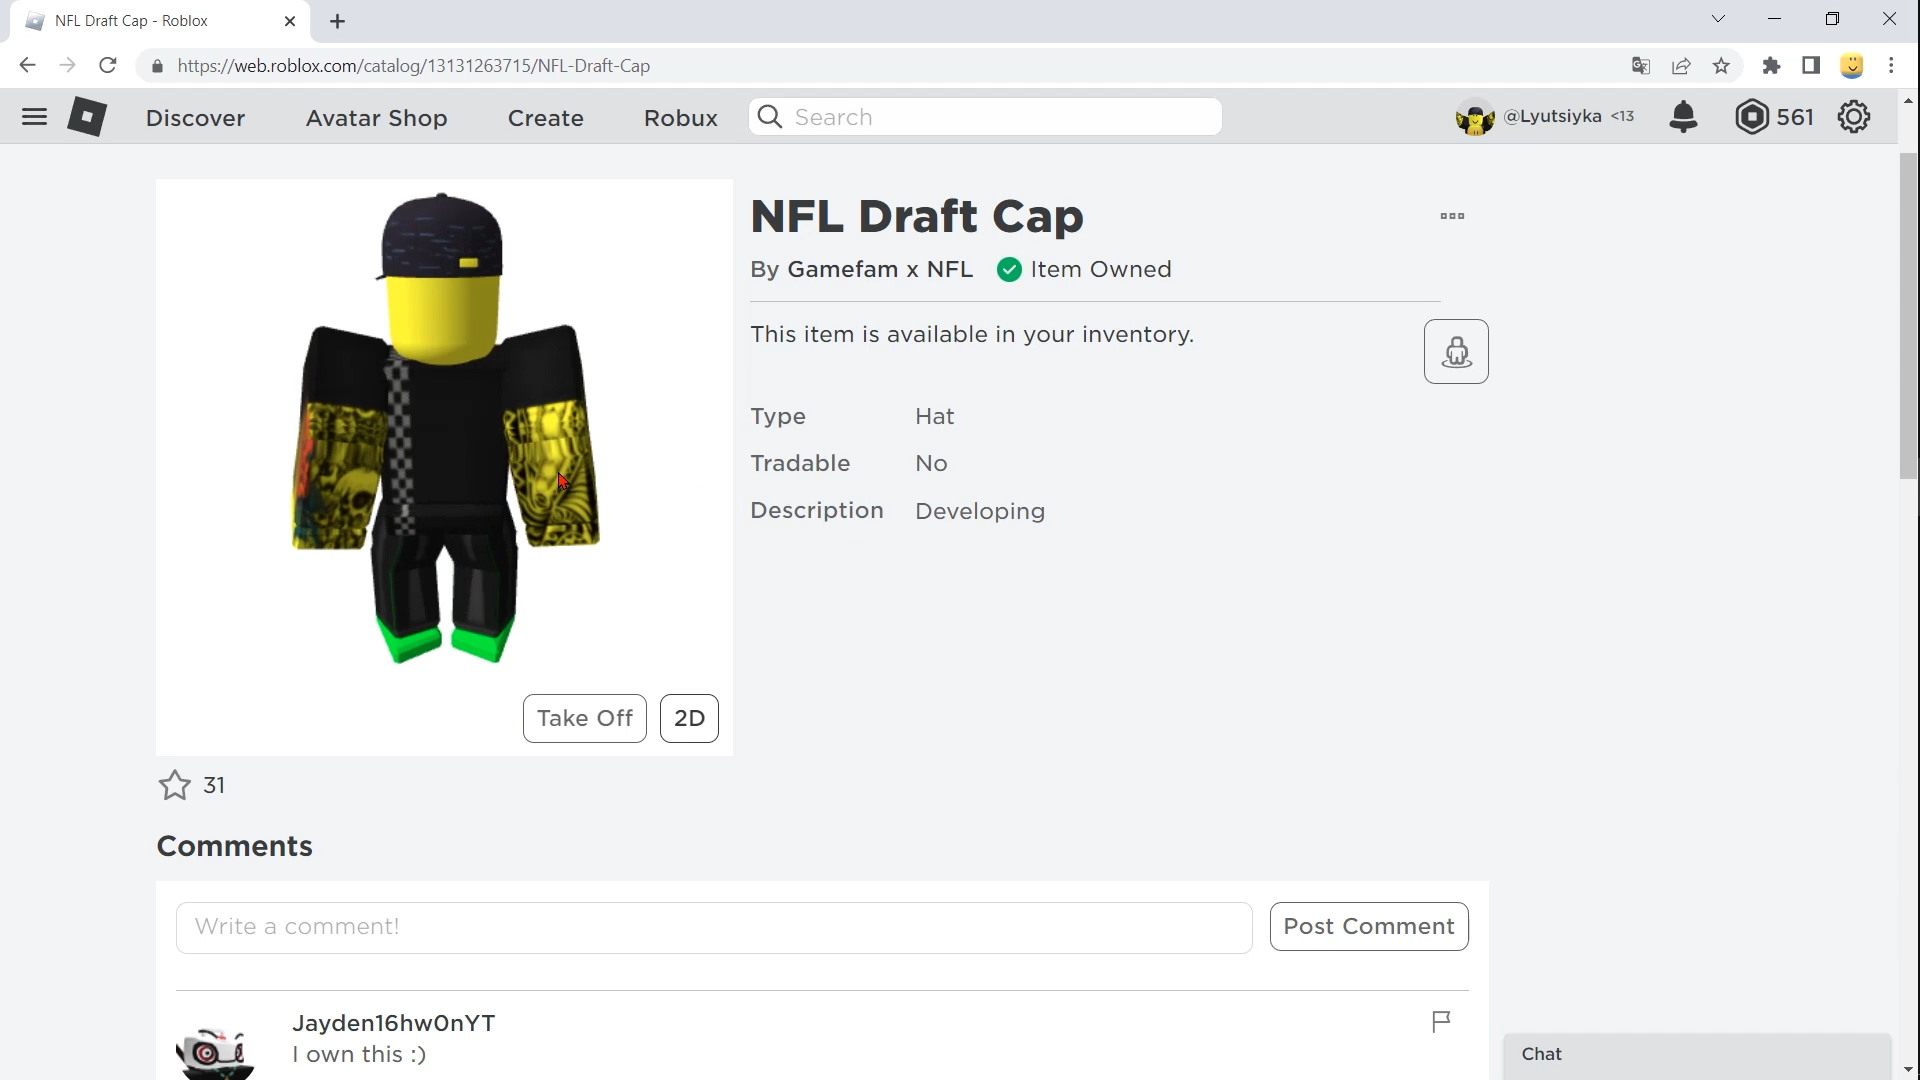 NFL Draft Cap - Roblox
https://web.roblox.com/catalog/13131263715/NFL-Draft-Cap
Discover Avatar Shop Create Robux Search @Lyutsiyka <13 561
NFL Draft Cap
By Gamefam x NFL Item Owned
This item is available in your inventory.
Type Hat
Tradable No
Description Developing
Take Off 2D
31
Comments
Write a comment! Post Comment
Jayden16hw0nYT
I own this :)
Chat